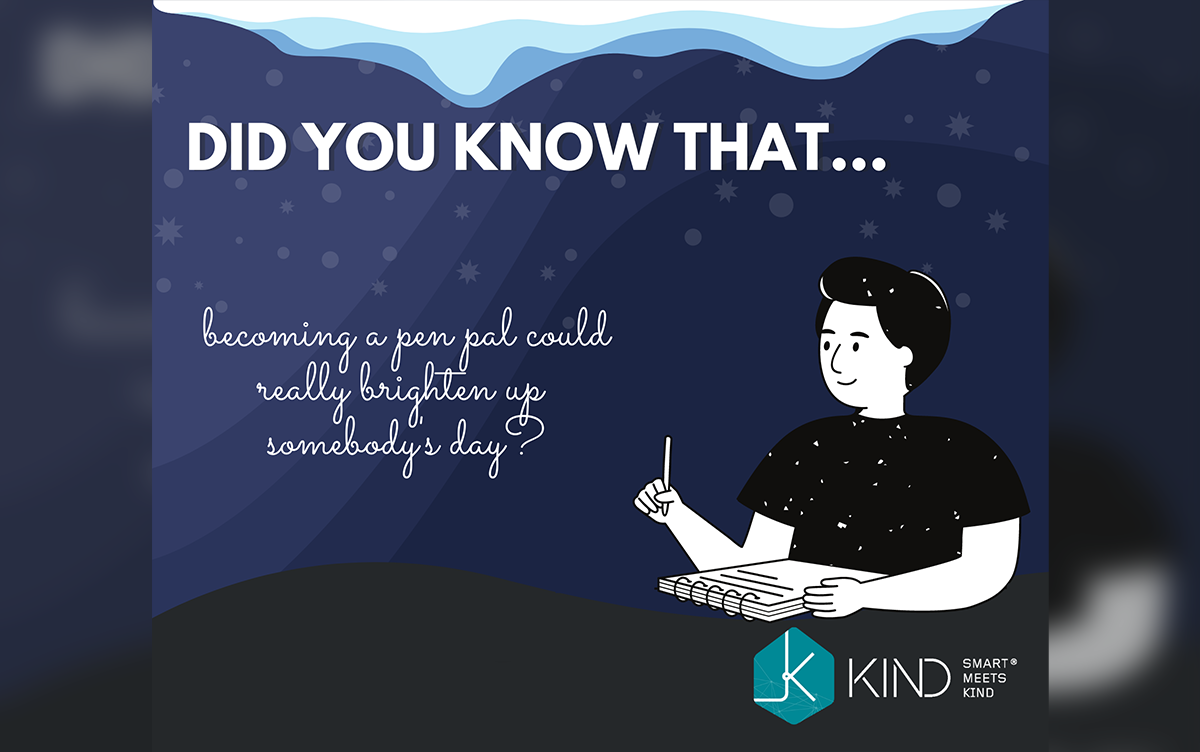 DID YOU KNOW THAT...
becoming a pen pal could
really brighten up
somebody's day?
KIND
SMART®
MEETS
KIND